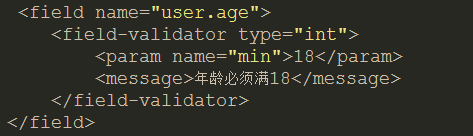 <field name="user.age">
<field-validator type="int">
<param name="min">18</param>
<message>年龄必须满18</message>
</field-validator>
</field>